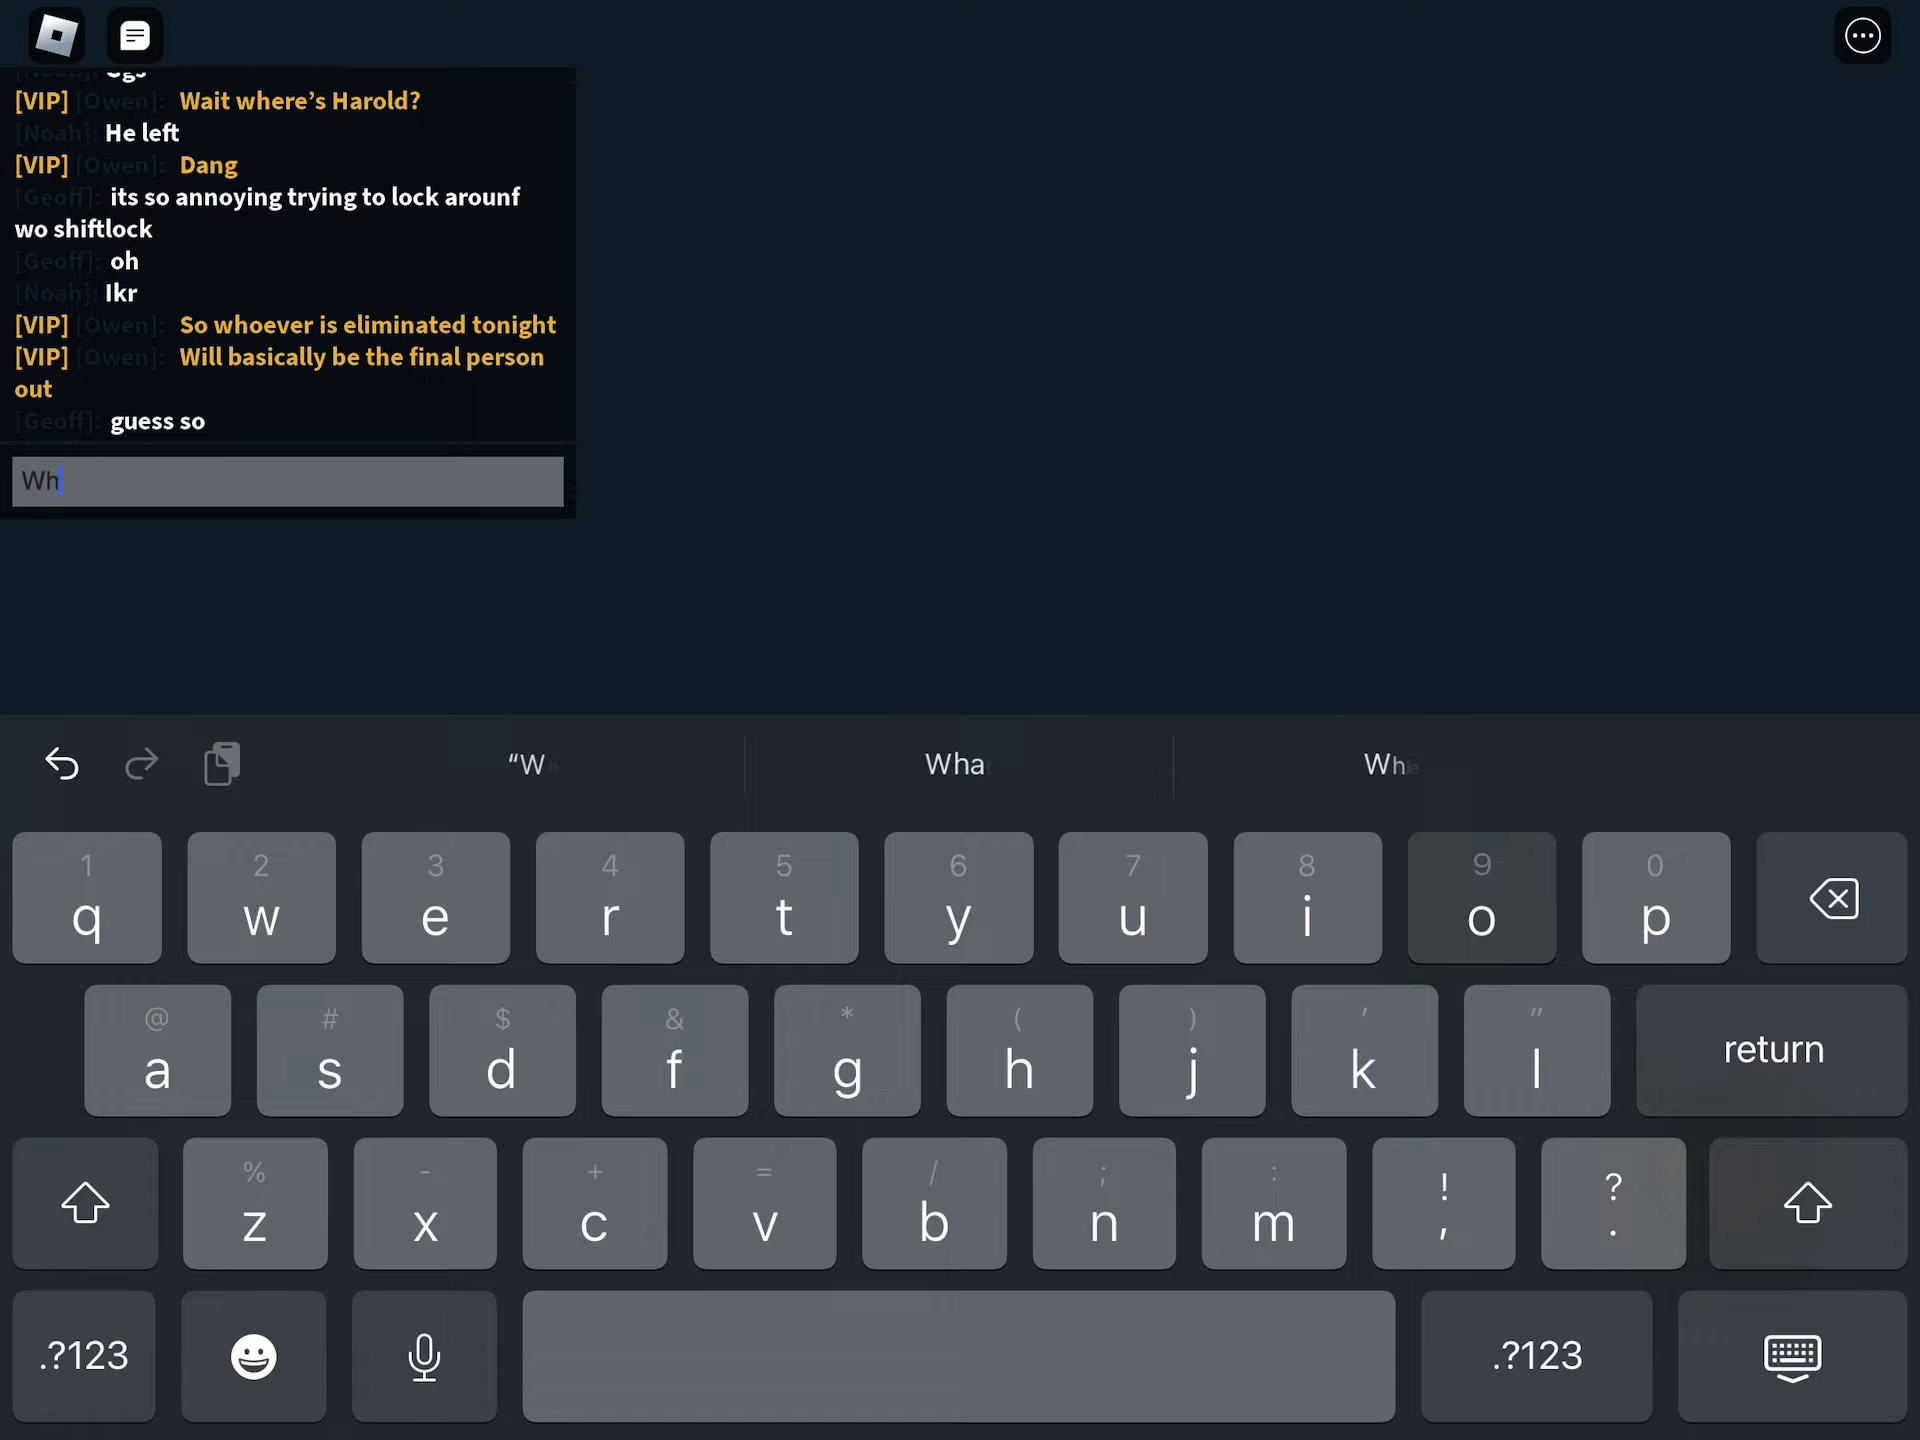 [Noah]: Ggs
[VIP] [Owen]: Wait where’s Harold?
[Noah]: He left
[VIP] [Owen]: Dang
[Geoff]: its so annoying trying to lock arounf
wo shiftlock
[Geoff]: oh
[Noah]: Ikr
[VIP] [Owen]: So whoever is eliminated tonight
[VIP] [Owen]: Will basically be the final person
out
[Geoff]: guess so
Wh
“W Wha Wh
1 2 3 4 5 6 7 8 9 0
q w e r t y u i o p
@ # $ & * ( ) ' "
a s d f g h j k l return
% - + = / ; : ! ?
z x c v b n m , .
.?123 .?123